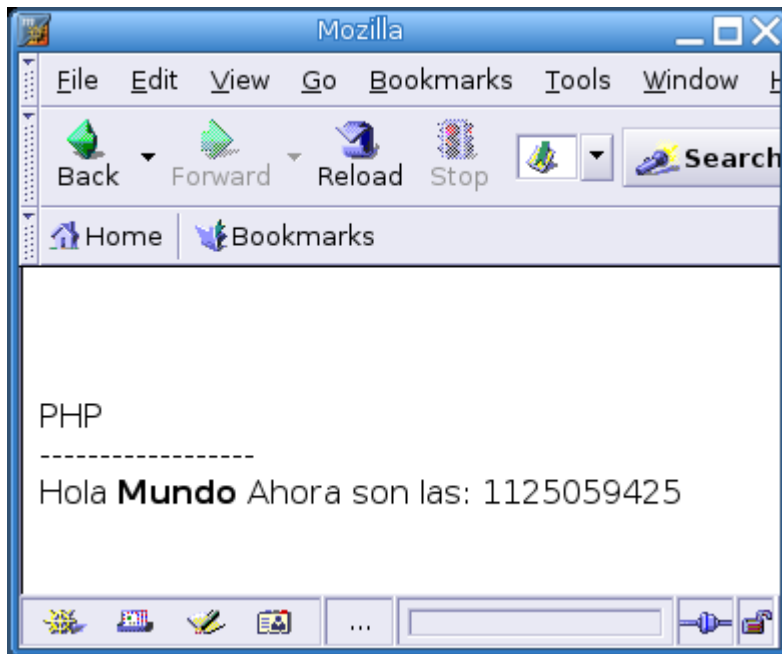 Mozilla
File Edit View Go Bookmarks Tools Window
Back Forward Reload Stop Search
Home Bookmarks
PHP
------------------
Hola Mundo Ahora son las: 1125059425
...